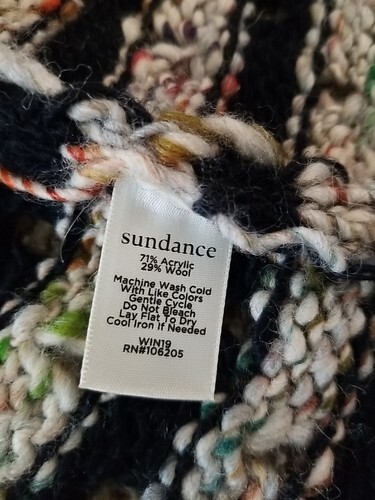 sundance
71% Acrylic
29% Wool
Machine Wash Cold
With Like Colors
Gentle Cycle
Do Not Bleach
Lay Flat To Dry
Cool Iron If Needed
WIN19
RN#106205